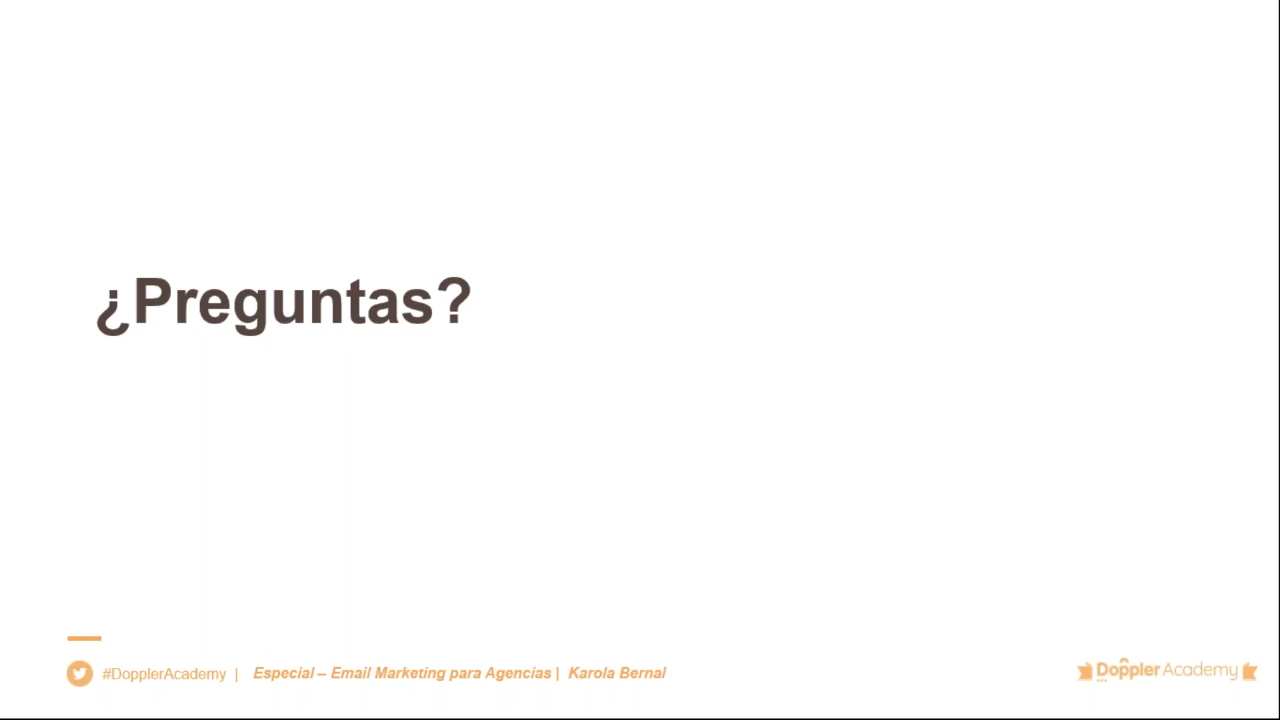 ¿Preguntas?
#DopplerAcademy | Especial – Email Marketing para Agencias | Karola Bernal
Doppler Academy